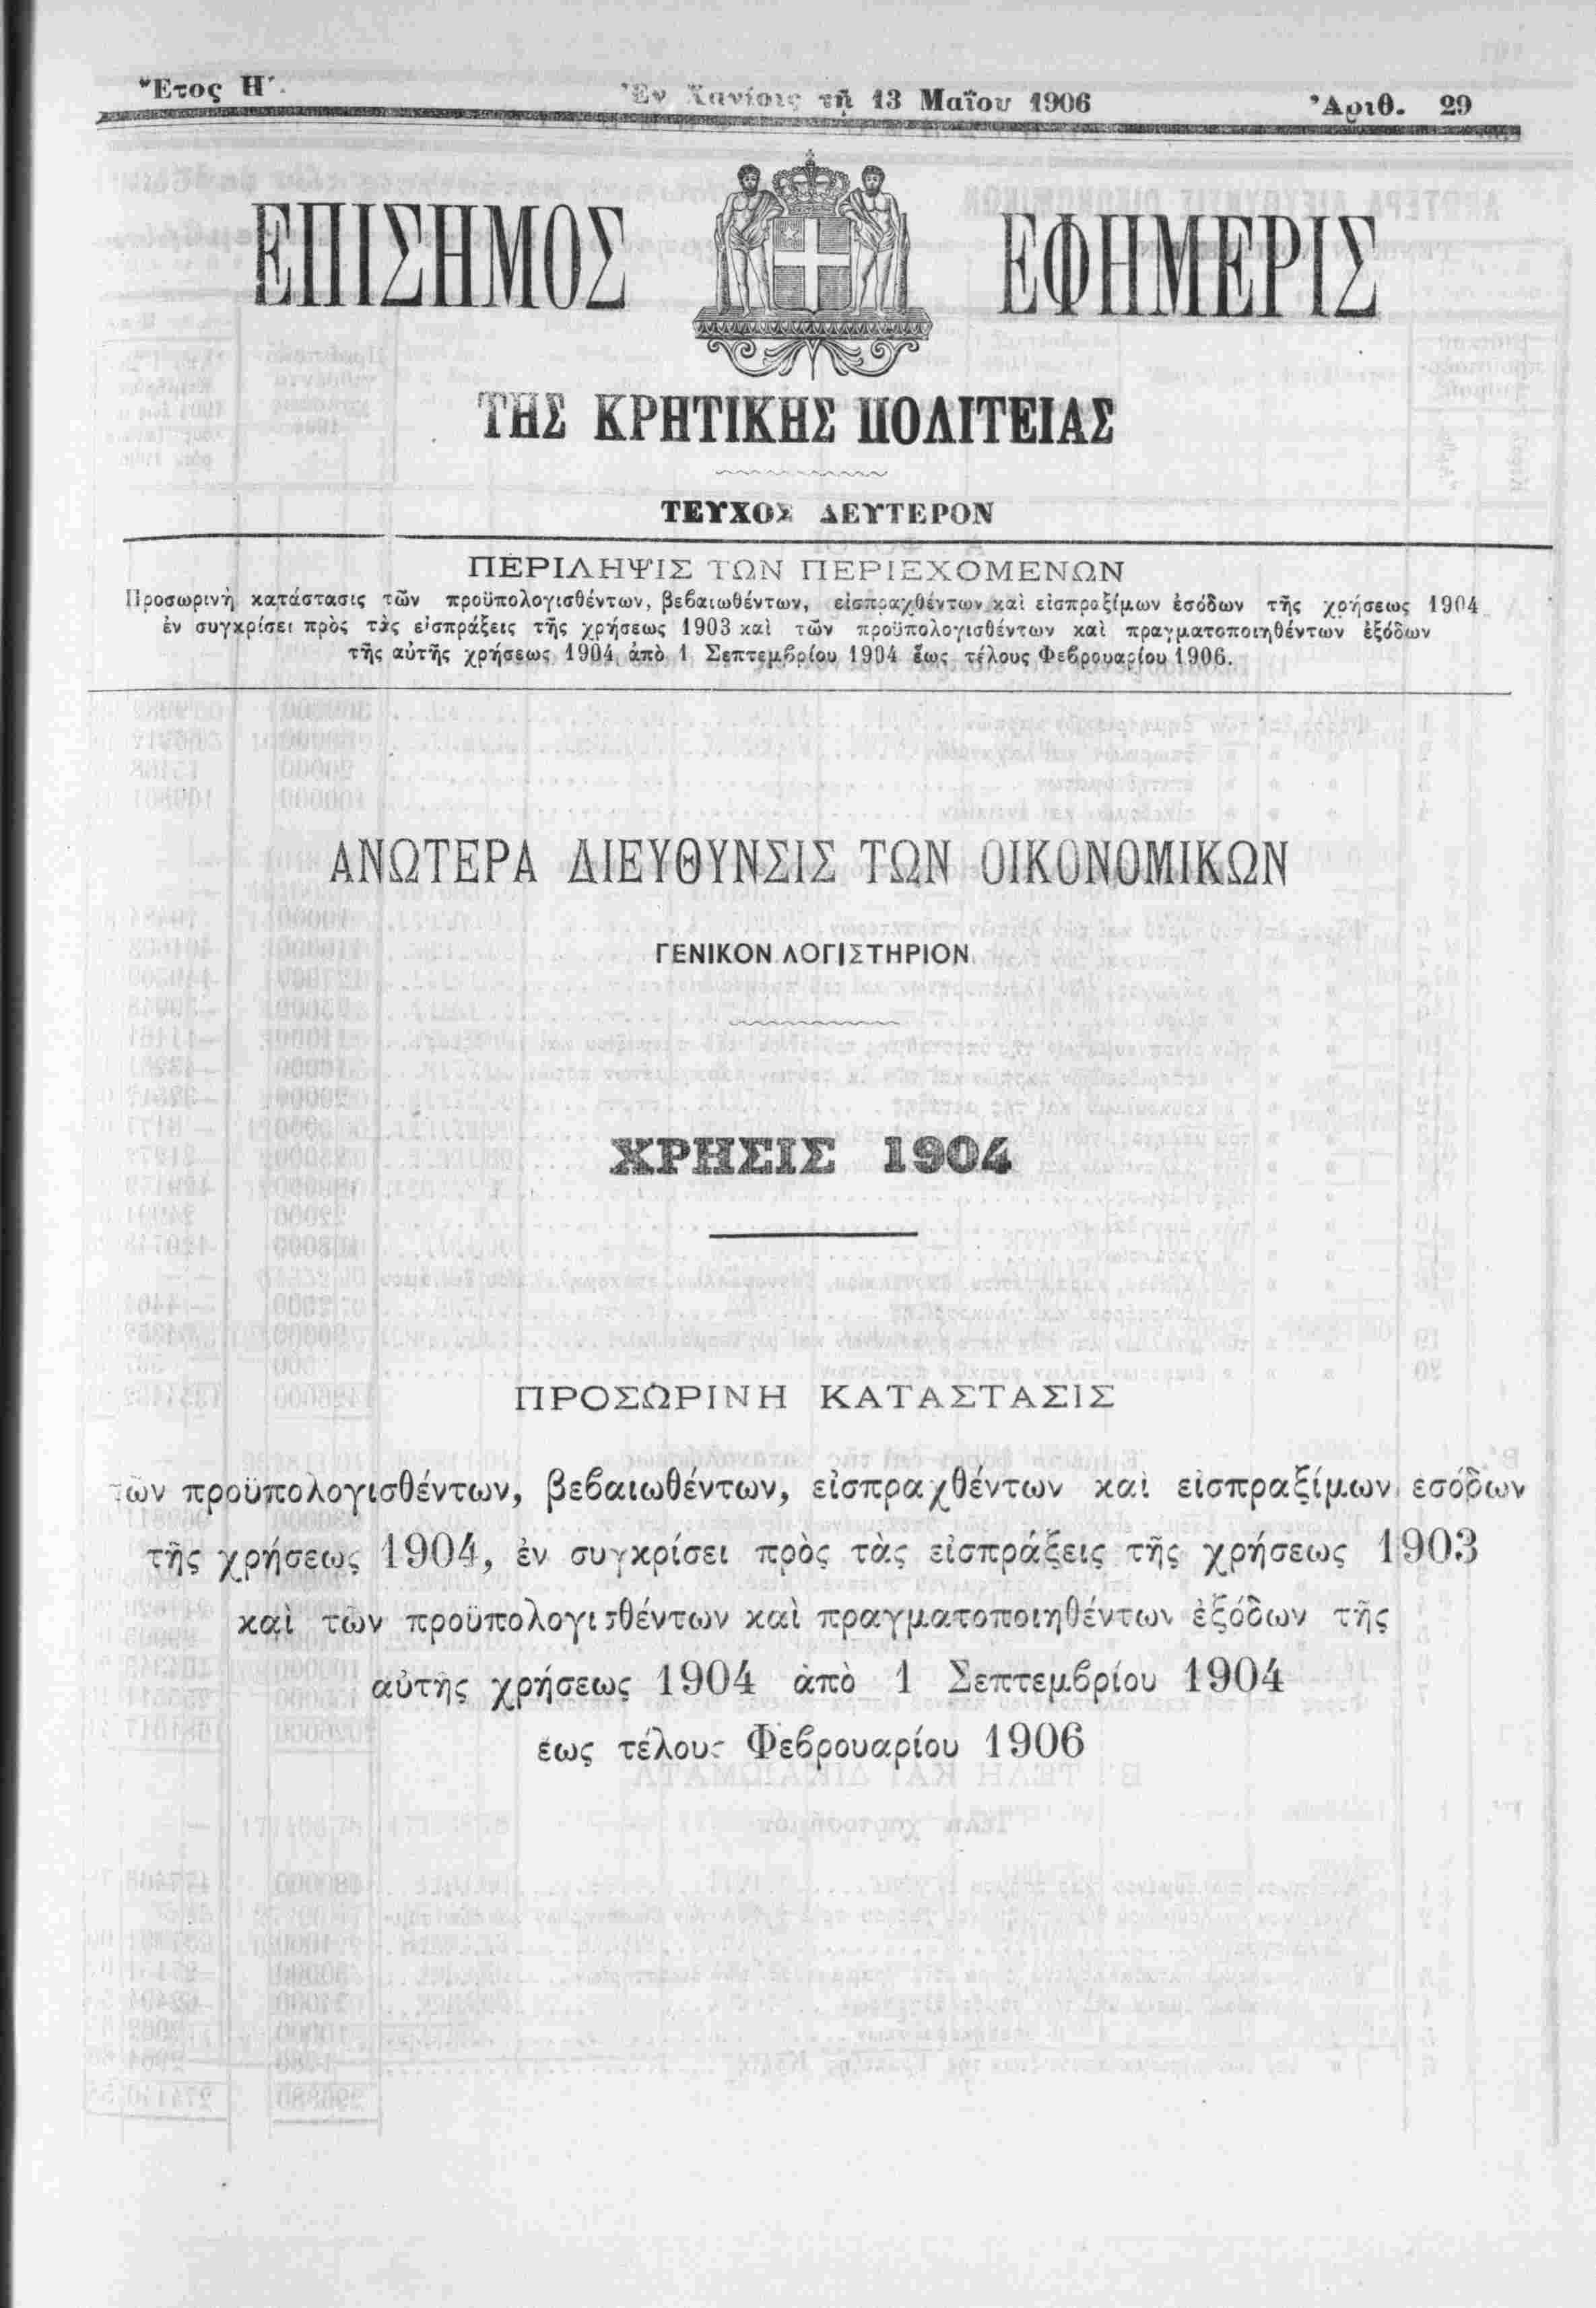 Ἔτος Η΄. Ἐν Χανίοις τῇ 13 Μαΐου 1906 Ἀριθ. 29
ΕΠΙΣΗΜΟΣ ΕΦΗΜΕΡΙΣ
ΤΗΣ ΚΡΗΤΙΚΗΣ ΠΟΛΙΤΕΙΑΣ
ΤΕΥΧΟΣ ΔΕΥΤΕΡΟΝ
ΠΕΡΙΛΗΨΙΣ ΤΩΝ ΠΕΡΙΕΧΟΜΕΝΩΝ
Προσωρινὴ κατάστασις τῶν προϋπολογισθέντων, βεβαιωθέντων, εἰσπραχθέντων καὶ εἰσπραξίμων ἐσόδων τῆς χρήσεως 1904
ἐν συγκρίσει πρὸς τὰς εἰσπράξεις τῆς χρήσεως 1903 καὶ τῶν προϋπολογισθέντων καὶ πραγματοποιηθέντων ἐξόδων
τῆς αὐτῆς χρήσεως 1904, ἀπὸ 1 Σεπτεμβρίου 1904 ἕως τέλους Φεβρουαρίου 1906.
ΑΝΩΤΕΡΑ ΔΙΕΥΘΥΝΣΙΣ ΤΩΝ ΟΙΚΟΝΟΜΙΚΩΝ
ΓΕΝΙΚΟΝ ΛΟΓΙΣΤΗΡΙΟΝ
ΧΡΗΣΙΣ 1904
ΠΡΟΣΩΡΙΝΗ ΚΑΤΑΣΤΑΣΙΣ
τῶν προϋπολογισθέντων, βεβαιωθέντων, εἰσπραχθέντων καὶ εἰσπραξίμων ἐσόδων
τῆς χρήσεως 1904, ἐν συγκρίσει πρὸς τὰς εἰσπράξεις τῆς χρήσεως 1903
καὶ τῶν προϋπολογισθέντων καὶ πραγματοποιηθέντων ἐξόδων τῆς
αὐτῆς χρήσεως 1904 ἀπὸ 1 Σεπτεμβρίου 1904
ἕως τέλους Φεβρουαρίου 1906